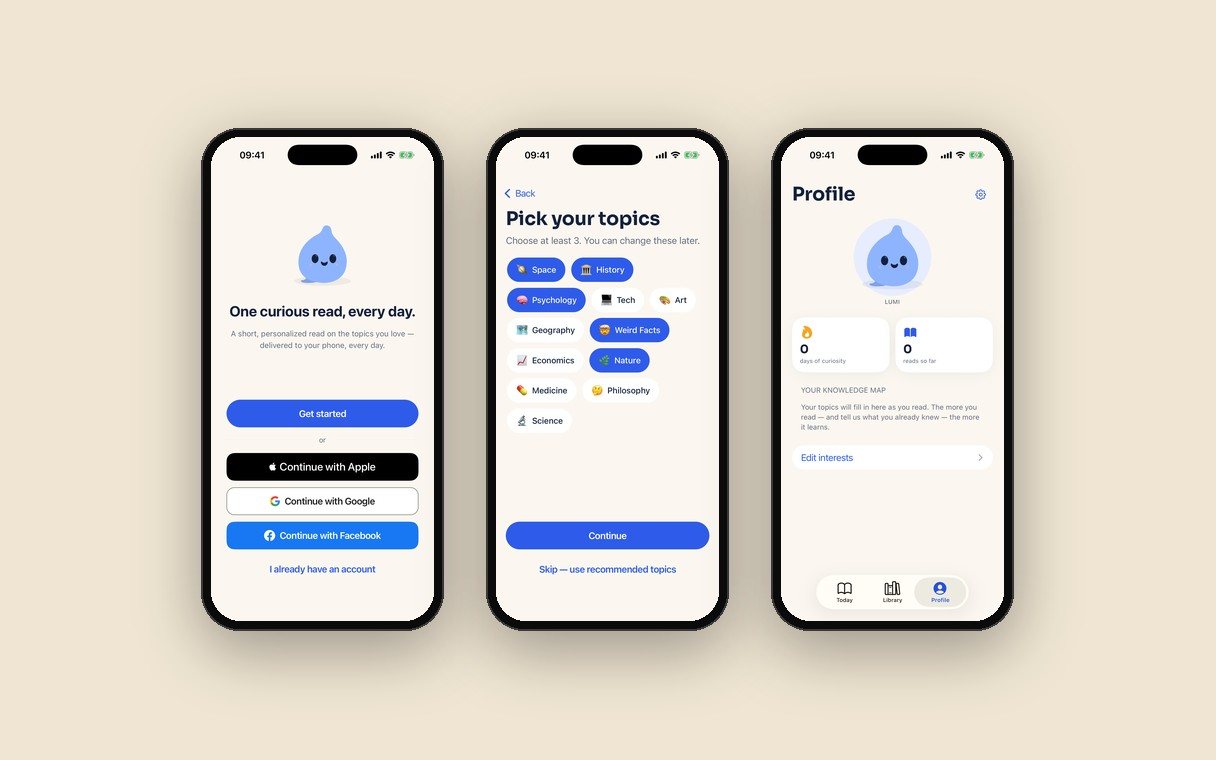 09:41
One curious read, every day.
A short, personalized read on the topics you love —
delivered to your phone, every day.
Get started
or
Continue with Apple
Continue with Google
Continue with Facebook
I already have an account
09:41
Back
Pick your topics
Choose at least 3. You can change these later.
Space History
Psychology Tech Art
Geography Weird Facts
Economics Nature
Medicine Philosophy
Science
Continue
Skip — use recommended topics
09:41
Profile
LUMI
0 0
days of curiosity reads so far
YOUR KNOWLEDGE MAP
Your topics will fill in here as you read. The more you
read — and tell us what you already knew — the more
it learns.
Edit interests
Today Library Profile